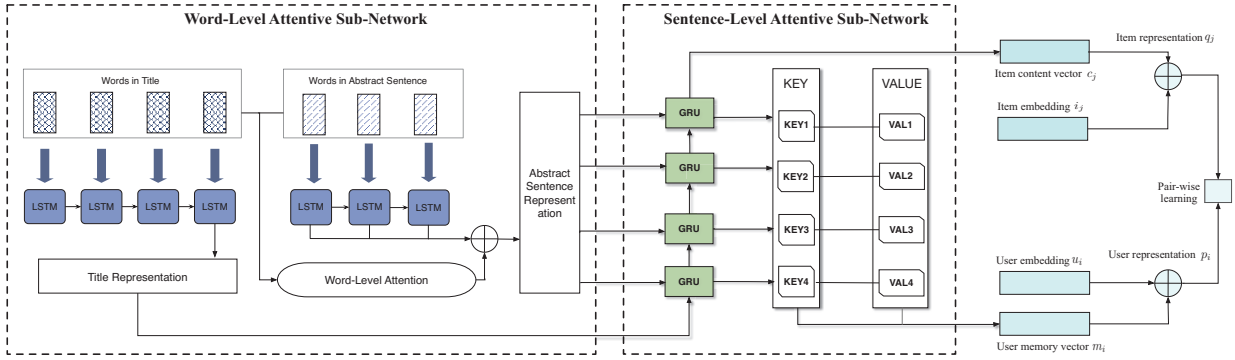 Word-Level Attentive Sub-Network
Words in Title
Words in Abstract Sentence
LSTM
LSTM
LSTM
LSTM
LSTM
LSTM
LSTM
Title Representation
Word-Level Attention
Abstract
Sentence
Represent
ation
Sentence-Level Attentive Sub-Network
GRU
GRU
GRU
GRU
KEY
KEY1
KEY2
KEY3
KEY4
VALUE
VAL1
VAL2
VAL3
VAL4
Item representation q_j
Item content vector c_j
Item embedding i_j
Pair-wise
learning
User embedding u_i
User representation p_i
User memory vector m_i